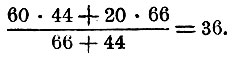 60 · 44 + 20 · 66
66 + 44
= 36.